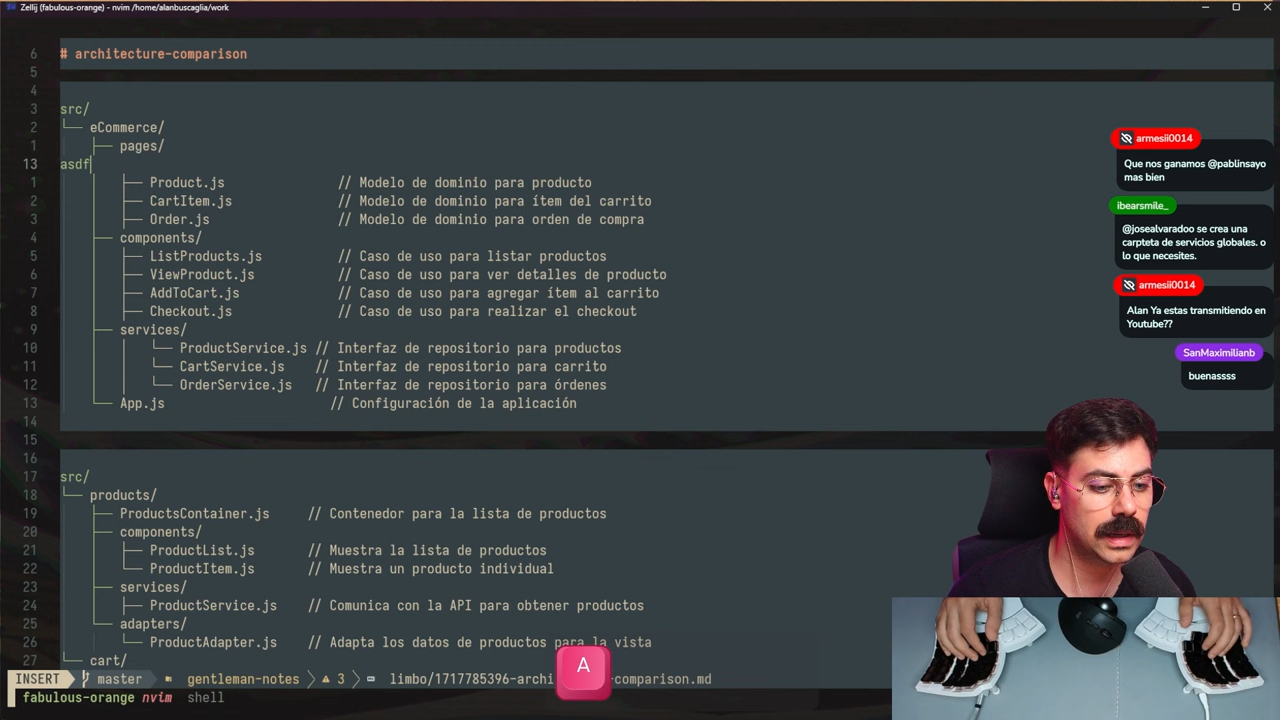 Zellij (fabulous-orange) - nvim /home/alanbuscaglia/work
6 # architecture-comparison
5
4
3 src/
2 └── eCommerce/
1 ├── pages/
13 asdf
1 ├── Product.js // Modelo de dominio para producto
2 ├── CartItem.js // Modelo de dominio para ítem del carrito
3 ├── Order.js // Modelo de dominio para orden de compra
4 ├── components/
5 ├── ListProducts.js // Caso de uso para listar productos
6 ├── ViewProduct.js // Caso de uso para ver detalles de producto
7 ├── AddToCart.js // Caso de uso para agregar ítem al carrito
8 ├── Checkout.js // Caso de uso para realizar el checkout
9 ├── services/
10 │ └── ProductService.js // Interfaz de repositorio para productos
11 │ └── CartService.js // Interfaz de repositorio para carrito
12 │ └── OrderService.js // Interfaz de repositorio para órdenes
13 └── App.js // Configuración de la aplicación
14
15
16
17 src/
18 └── products/
19 ├── ProductsContainer.js // Contenedor para la lista de productos
20 ├── components/
21 ├── ProductList.js // Muestra la lista de productos
22 └── ProductItem.js // Muestra un producto individual
23 ├── services/
24 ├── ProductService.js // Comunica con la API para obtener productos
25 ├── adapters/
26 └── ProductAdapter.js // Adapta los datos de productos para la vista
27 └── cart/
INSERT master gentleman-notes 3 limbo/1717785396-archi -comparison.md
fabulous-orange nvim shell
A
armesii0014
Que nos ganamos @pablinsayo
mas bien
ibearsmile_
@josealvaradoo se crea una
carpteta de servicios globales. o
lo que necesites.
armesii0014
Alan Ya estas transmitiendo en
Youtube??
SanMaximilianb
buenassss